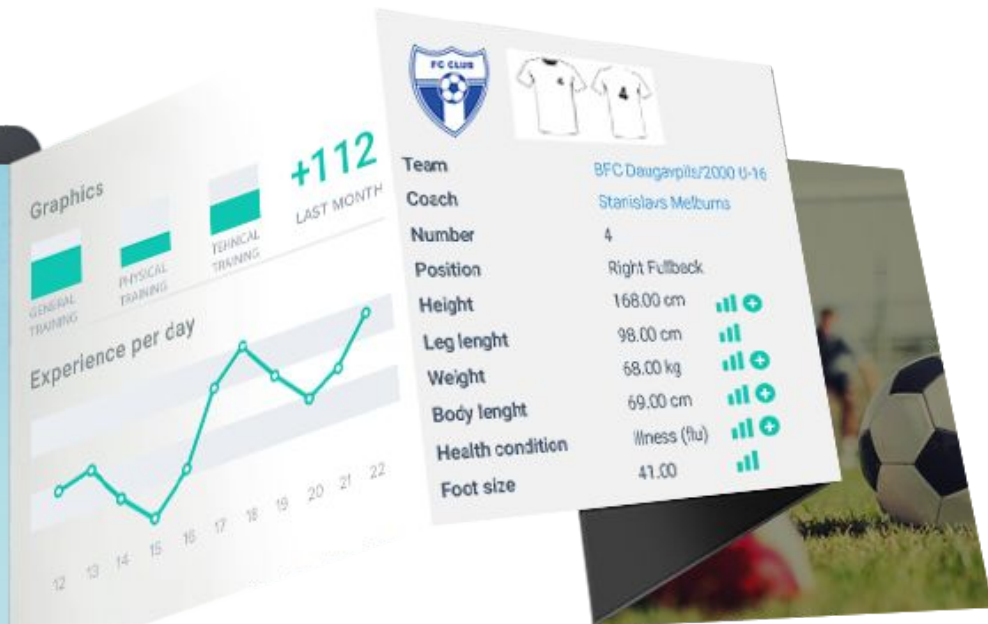 Graphics
GENERAL
TRAINING
PHYSICAL
TRAINING
TEHNICAL
TRAINING
+112
LAST MONTH
Experience per day
12 13 14 15 16 17 18 19 20 21 22
FC CLUB
4
4
Team BFC Daugavpils/2000 U-16
Coach Stanislavs Melburns
Number 4
Position Right Fullback
Height 168.00 cm
Leg lenght 98.00 cm
Weight 68.00 kg
Body lenght 69.00 cm
Health condition illness (flu)
Foot size 41.00